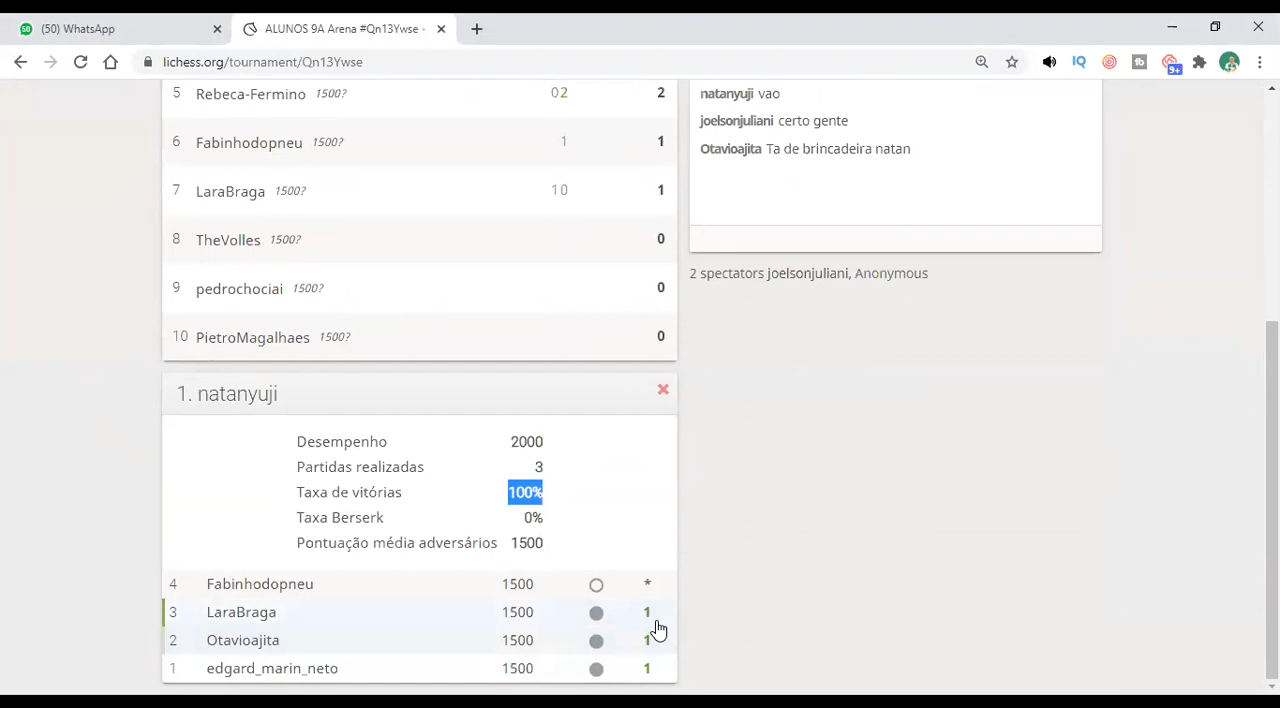 (50) WhatsApp
ALUNOS 9A Arena #Qn13Ywse
lichess.org/tournament/Qn13Ywse
5 Rebeca-Fermino 1500? 02 2
6 Fabinhodopneu 1500? 1 1
7 LaraBraga 1500? 10 1
8 TheVolles 1500? 0
9 pedrochociai 1500? 0
10 PietroMagalhaes 1500? 0
natanyuji vao
joelsonjuliani certo gente
Otavioajita Ta de brincadeira natan
2 spectators joelsonjuliani, Anonymous
1. natanyuji
Desempenho 2000
Partidas realizadas 3
Taxa de vitórias 100%
Taxa Berserk 0%
Pontuação média adversários 1500
4 Fabinhodopneu 1500 *
3 LaraBraga 1500 1
2 Otavioajita 1500 1
1 edgard_marin_neto 1500 1